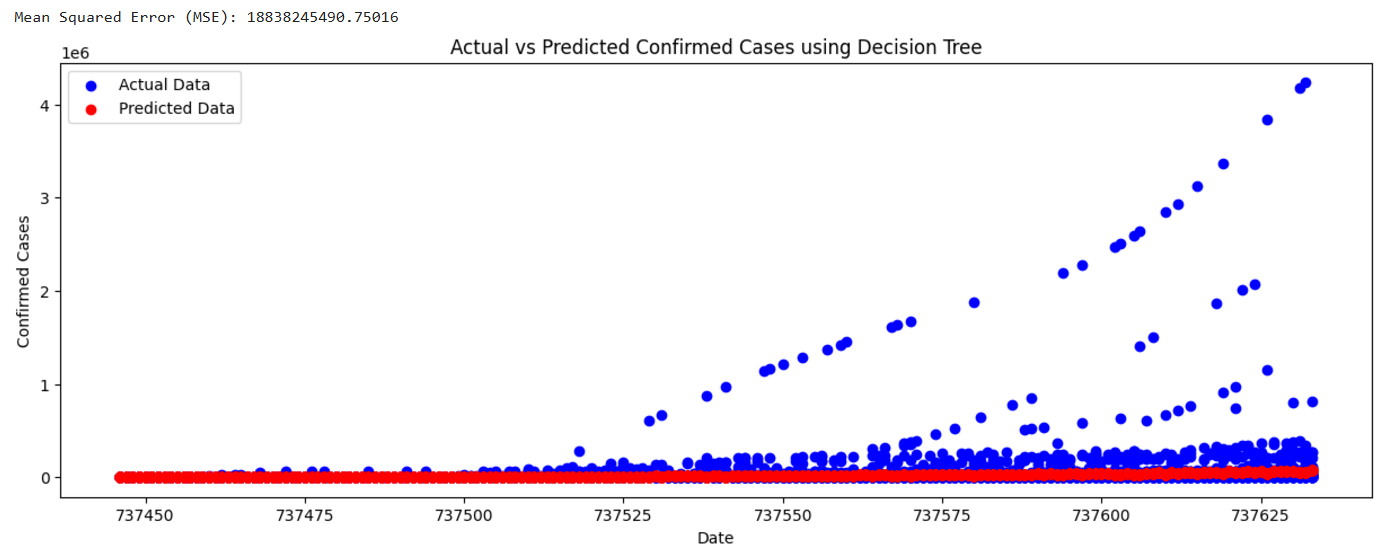 Mean Squared Error (MSE): 18838245490.75016
Actual vs Predicted Confirmed Cases using Decision Tree
1e6
Actual Data
Predicted Data
4
3
2
1
0
Confirmed Cases
737450 737475 737500 737525 737550 737575 737600 737625
Date